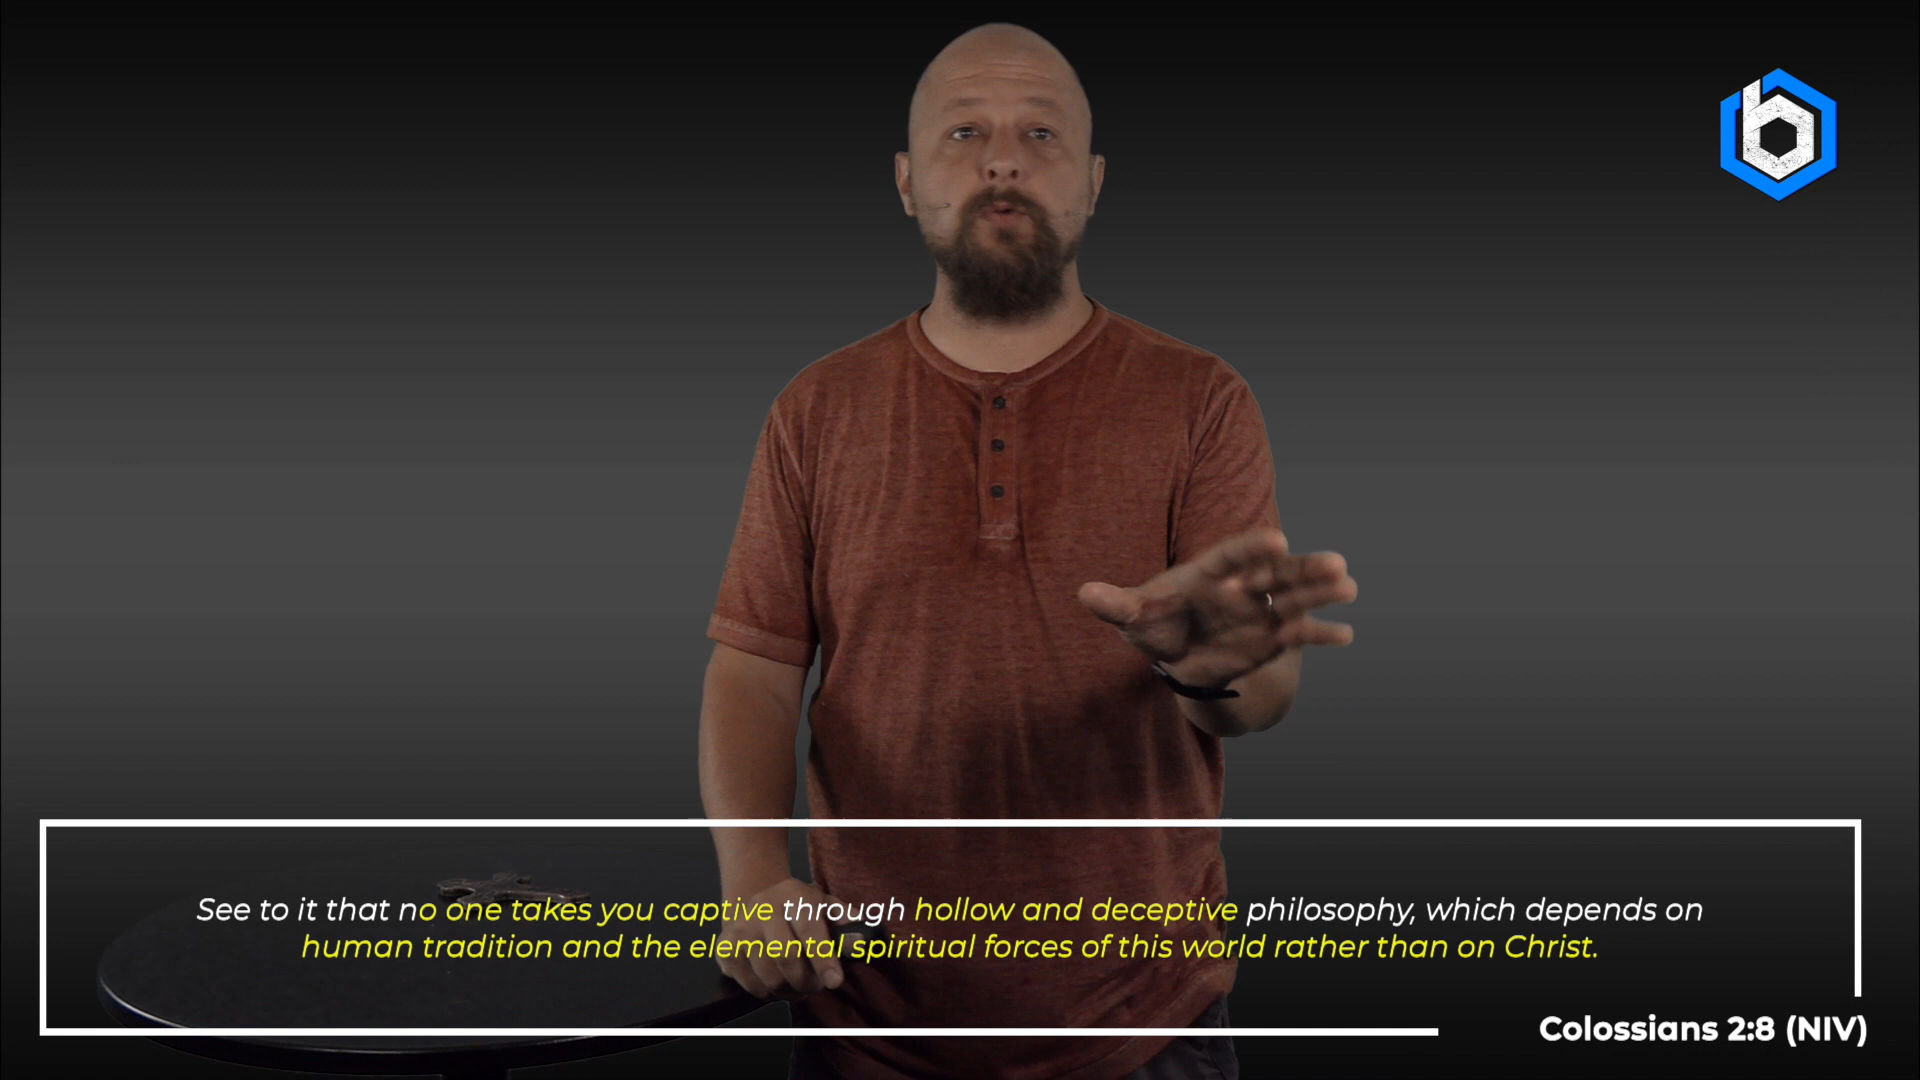 See to it that no one takes you captive through hollow and deceptive philosophy, which depends on
human tradition and the elemental spiritual forces of this world rather than on Christ.
Colossians 2:8 (NIV)